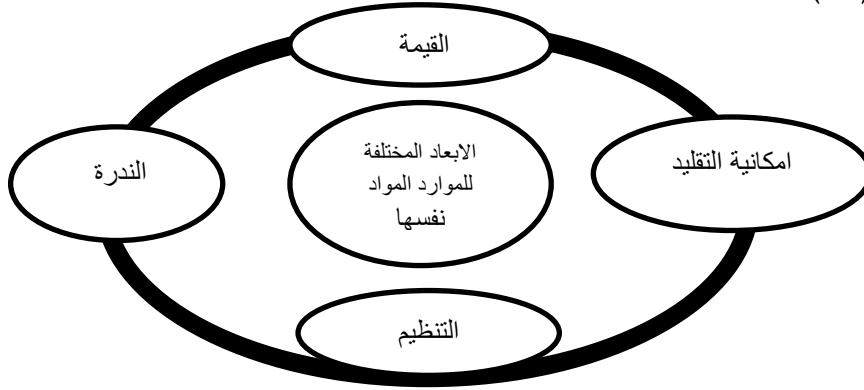 القيمة
امكانية التقليد
الابعاد المختلفة
للموارد المواد
نفسها
الندرة
التنظيم